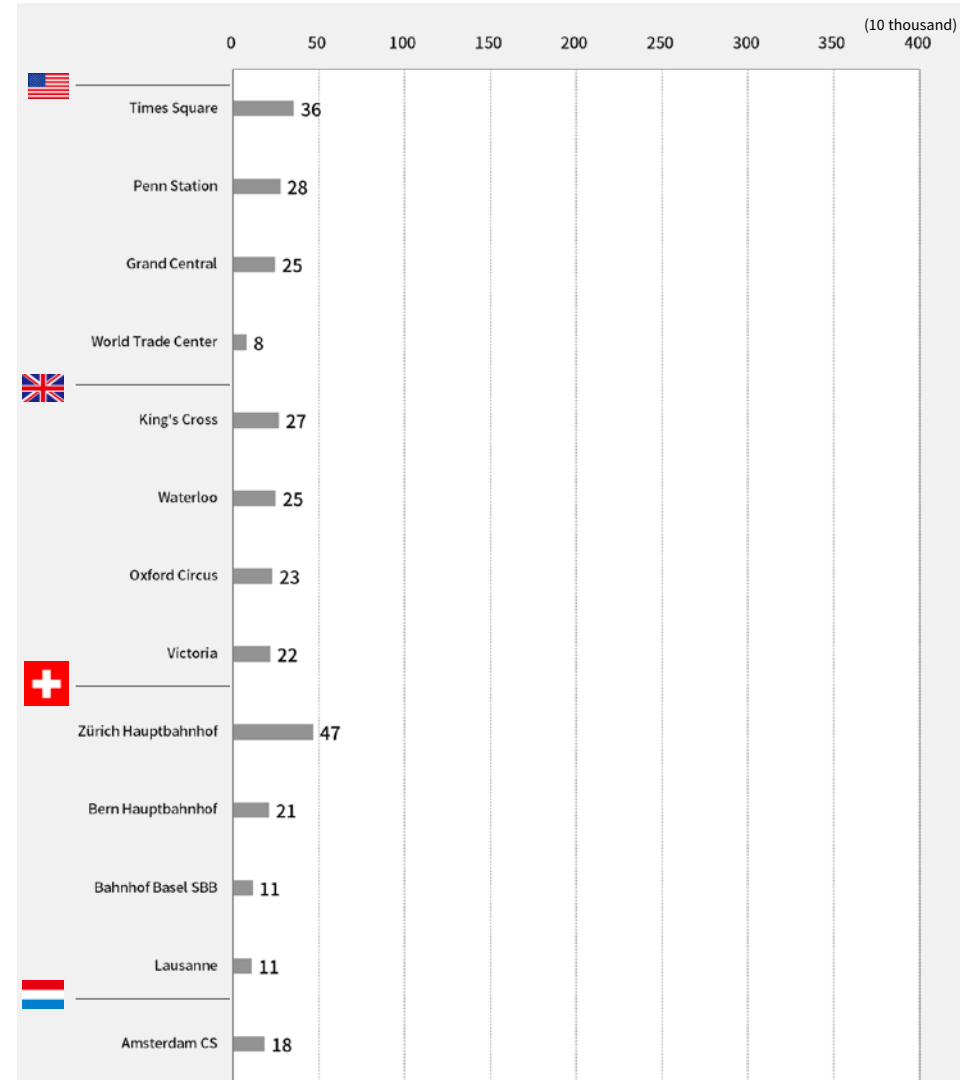 (10 thousand)
0 50 100 150 200 250 300 350 400
Times Square 36
Penn Station 28
Grand Central 25
World Trade Center 8
King's Cross 27
Waterloo 25
Oxford Circus 23
Victoria 22
Zürich Hauptbahnhof 47
Bern Hauptbahnhof 21
Bahnhof Basel SBB 11
Lausanne 11
Amsterdam CS 18